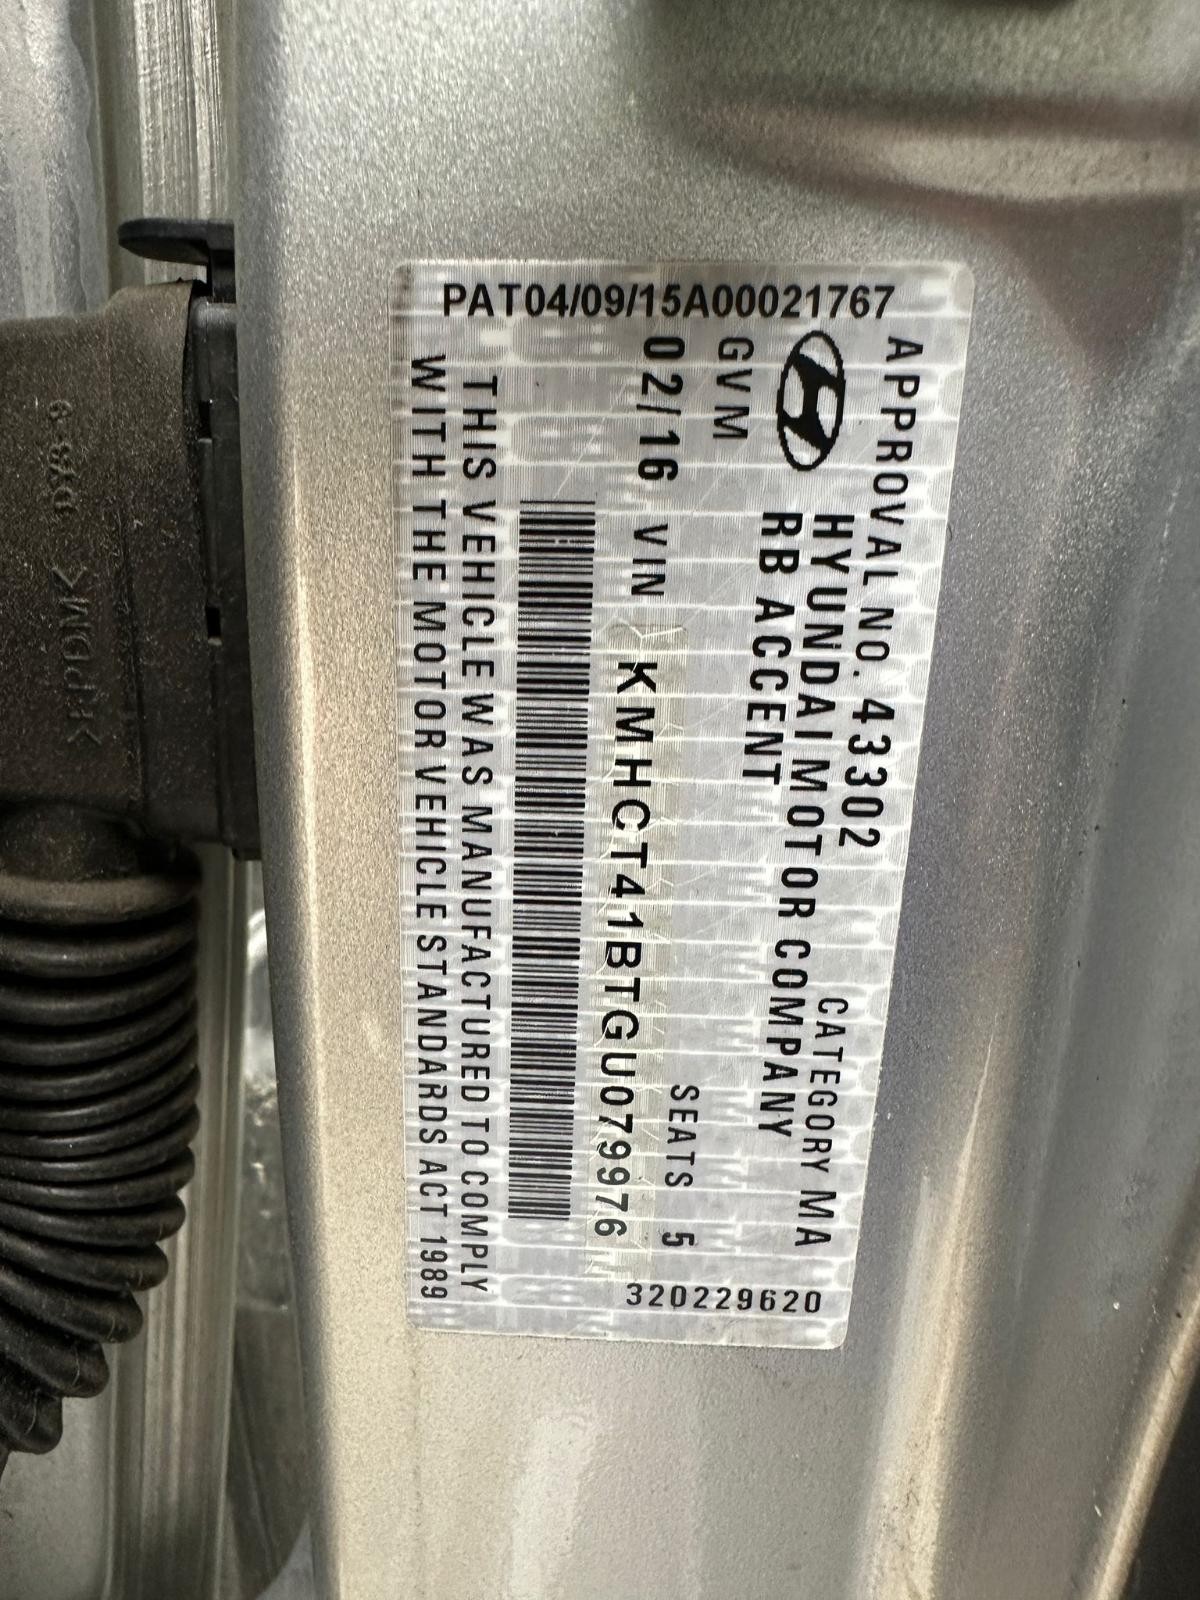 PAT04/09/15A00021767
APPROVAL NO. 43302 CATEGORY MA
HYUNDAI MOTOR COMPANY
RB ACCENT
GVM
SEATS 5
02/16 VIN KMHCT41BTGU079976
THIS VEHICLE WAS MANUFACTURED TO COMPLY
WITH THE MOTOR VEHICLE STANDARDS ACT 1989
320229620
>PDMK